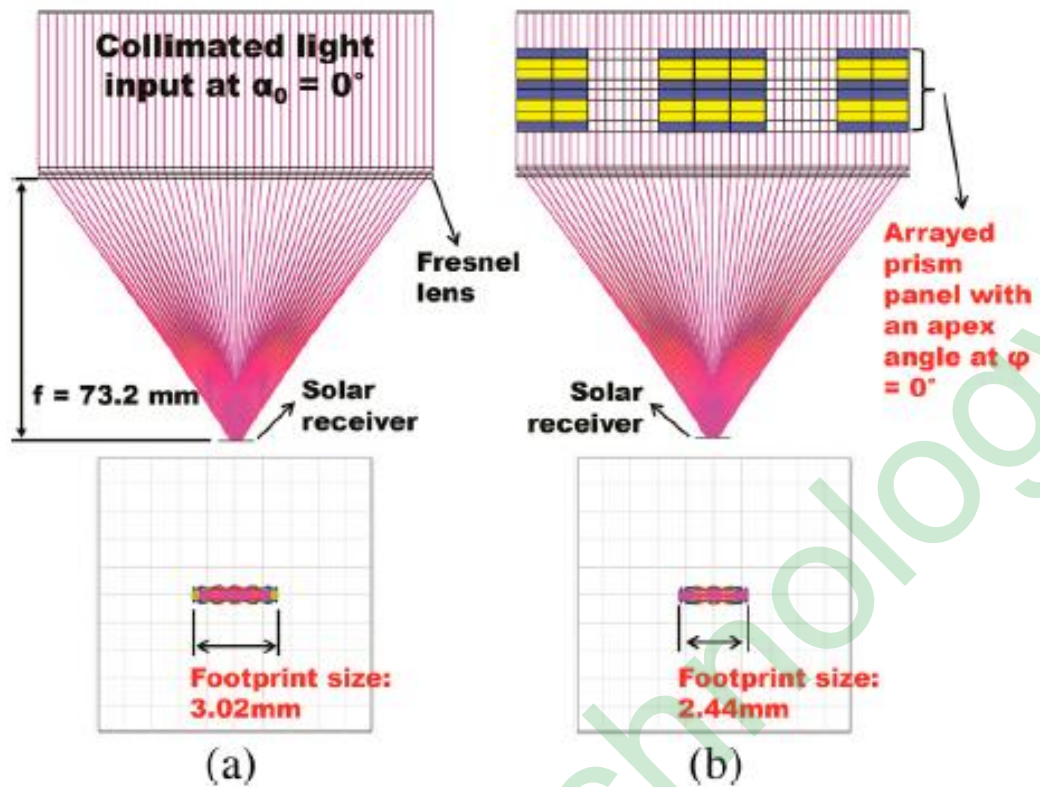 Collimated light
input at α₀ = 0°
Fresnel
lens
f = 73.2 mm
Solar
receiver
Footprint size:
3.02mm
(a)
Arrayed
prism
panel with
an apex
angle at φ
= 0°
Solar
receiver
Footprint size:
2.44mm
(b)